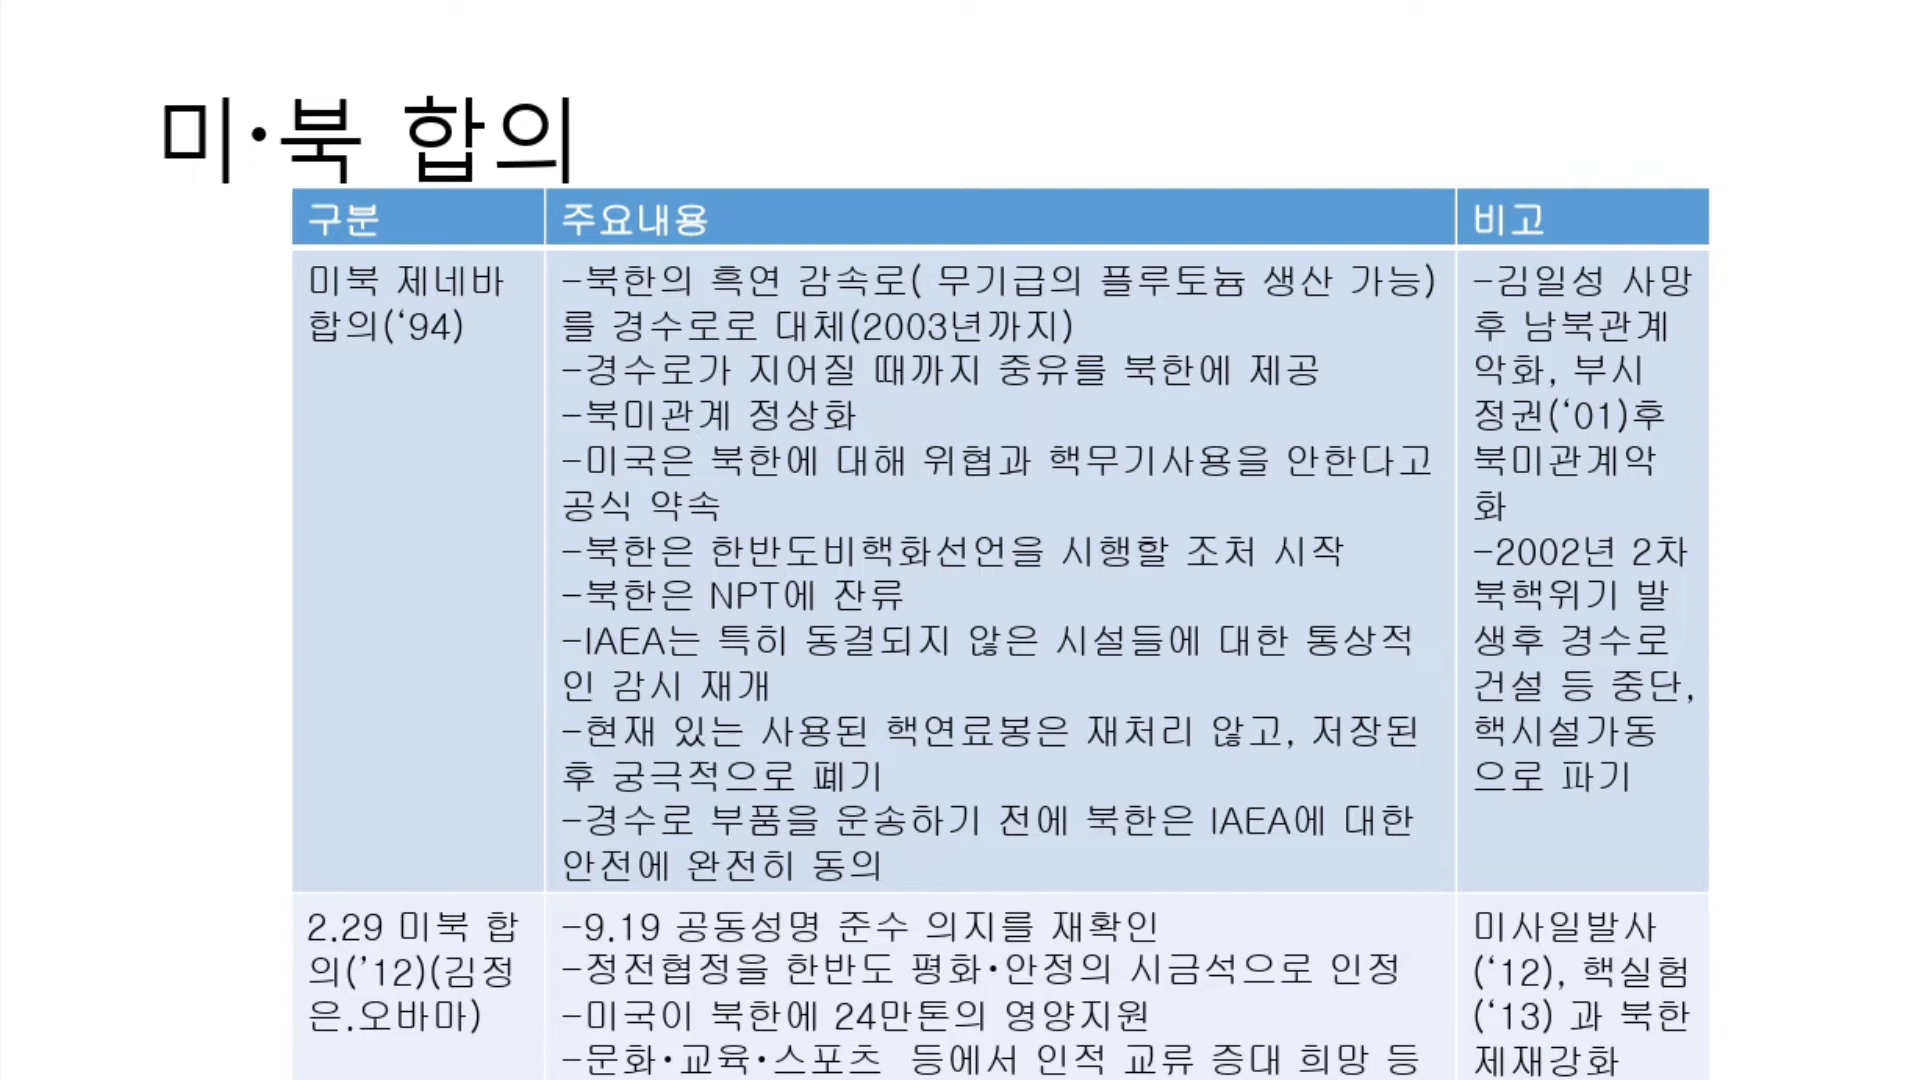 미·북 합의
구분
주요내용
비고
미북 제네바
합의(‘94)
-북한의 흑연 감속로( 무기급의 플루토늄 생산 가능)
를 경수로로 대체(2003년까지)
-경수로가 지어질 때까지 중유를 북한에 제공
-북미관계 정상화
-미국은 북한에 대해 위협과 핵무기사용을 안한다고
공식 약속
-북한은 한반도비핵화선언을 시행할 조처 시작
-북한은 NPT에 잔류
-IAEA는 특히 동결되지 않은 시설들에 대한 통상적
인 감시 재개
-현재 있는 사용된 핵연료봉은 재처리 않고, 저장된
후 궁극적으로 폐기
-경수로 부품을 운송하기 전에 북한은 IAEA에 대한
안전에 완전히 동의
-김일성 사망
후 남북관계
악화, 부시
정권(‘01)후
북미관계악
화
-2002년 2차
북핵위기 발
생후 경수로
건설 등 중단,
핵시설가동
으로 파기
2.29 미북 합
의(’12)(김정
은.오바마)
-9.19 공동성명 준수 의지를 재확인
-정전협정을 한반도 평화·안정의 시금석으로 인정
-미국이 북한에 24만톤의 영양지원
-문화·교육·스포츠  등에서 인적 교류 증대 희망 등
미사일발사
(‘12), 핵실험
(‘13) 과 북한
제재강화